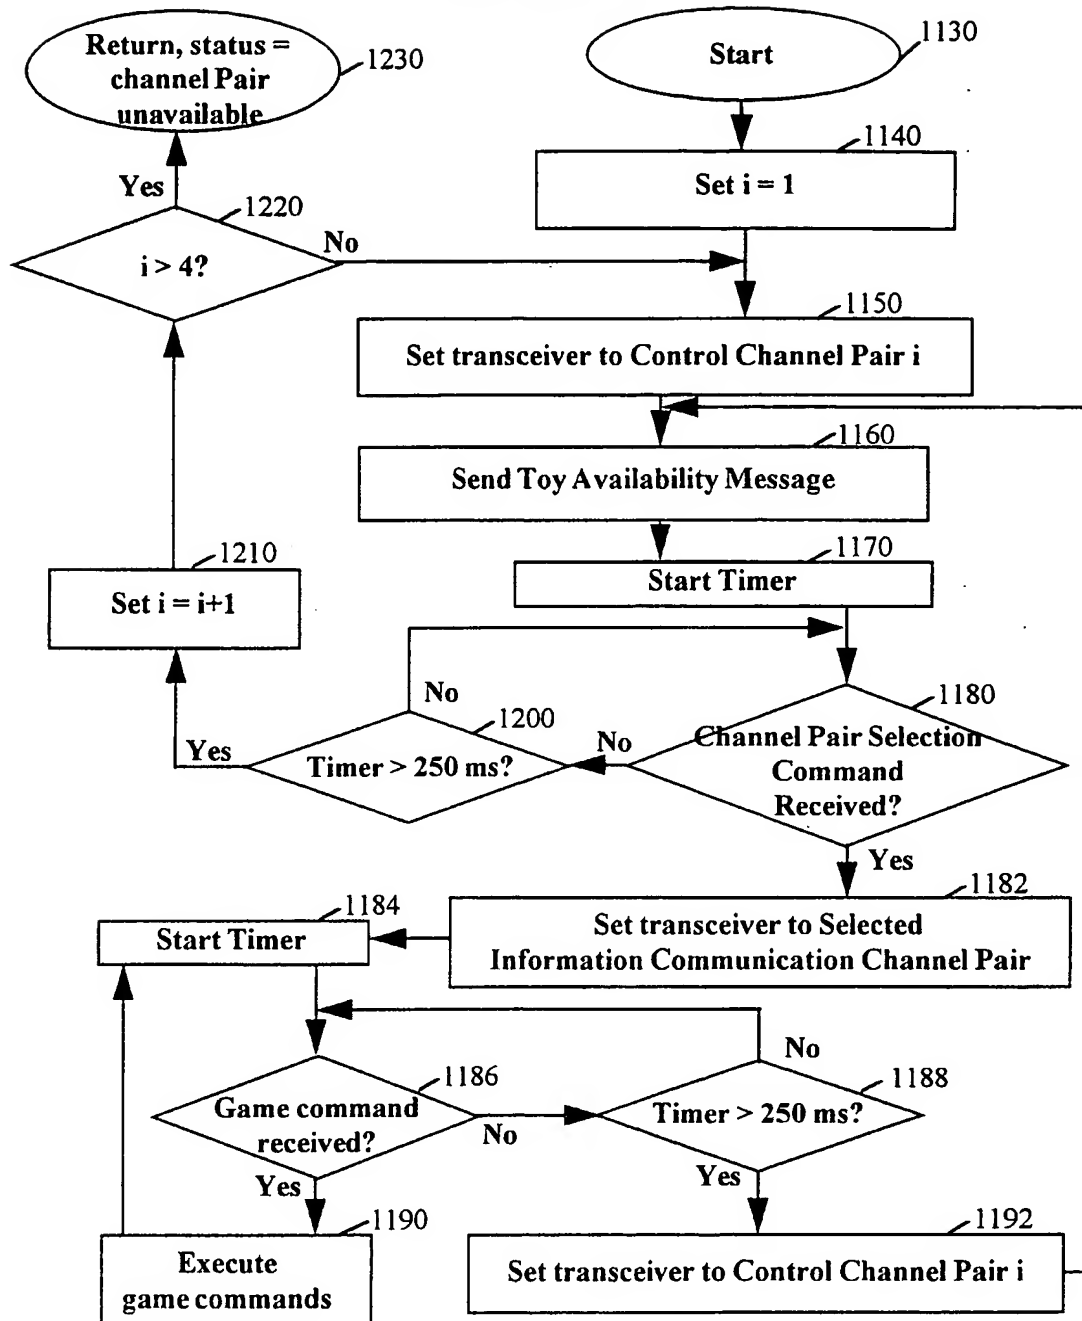 Return, status =
channel Pair
unavailable
1230
Start
1130
1140
Set i = 1
Yes
1220
i > 4?
No
1150
Set transceiver to Control Channel Pair i
1160
Send Toy Availability Message
1170
Start Timer
1210
Set i = i+1
No
1200
Timer > 250 ms?
Yes
No
1180
Channel Pair Selection
Command
Received?
Yes
1182
Set transceiver to Selected
Information Communication Channel Pair
1184
Start Timer
1186
Game command
received?
No
No
1188
Timer > 250 ms?
Yes
Yes
1190
Execute
game commands
1192
Set transceiver to Control Channel Pair i